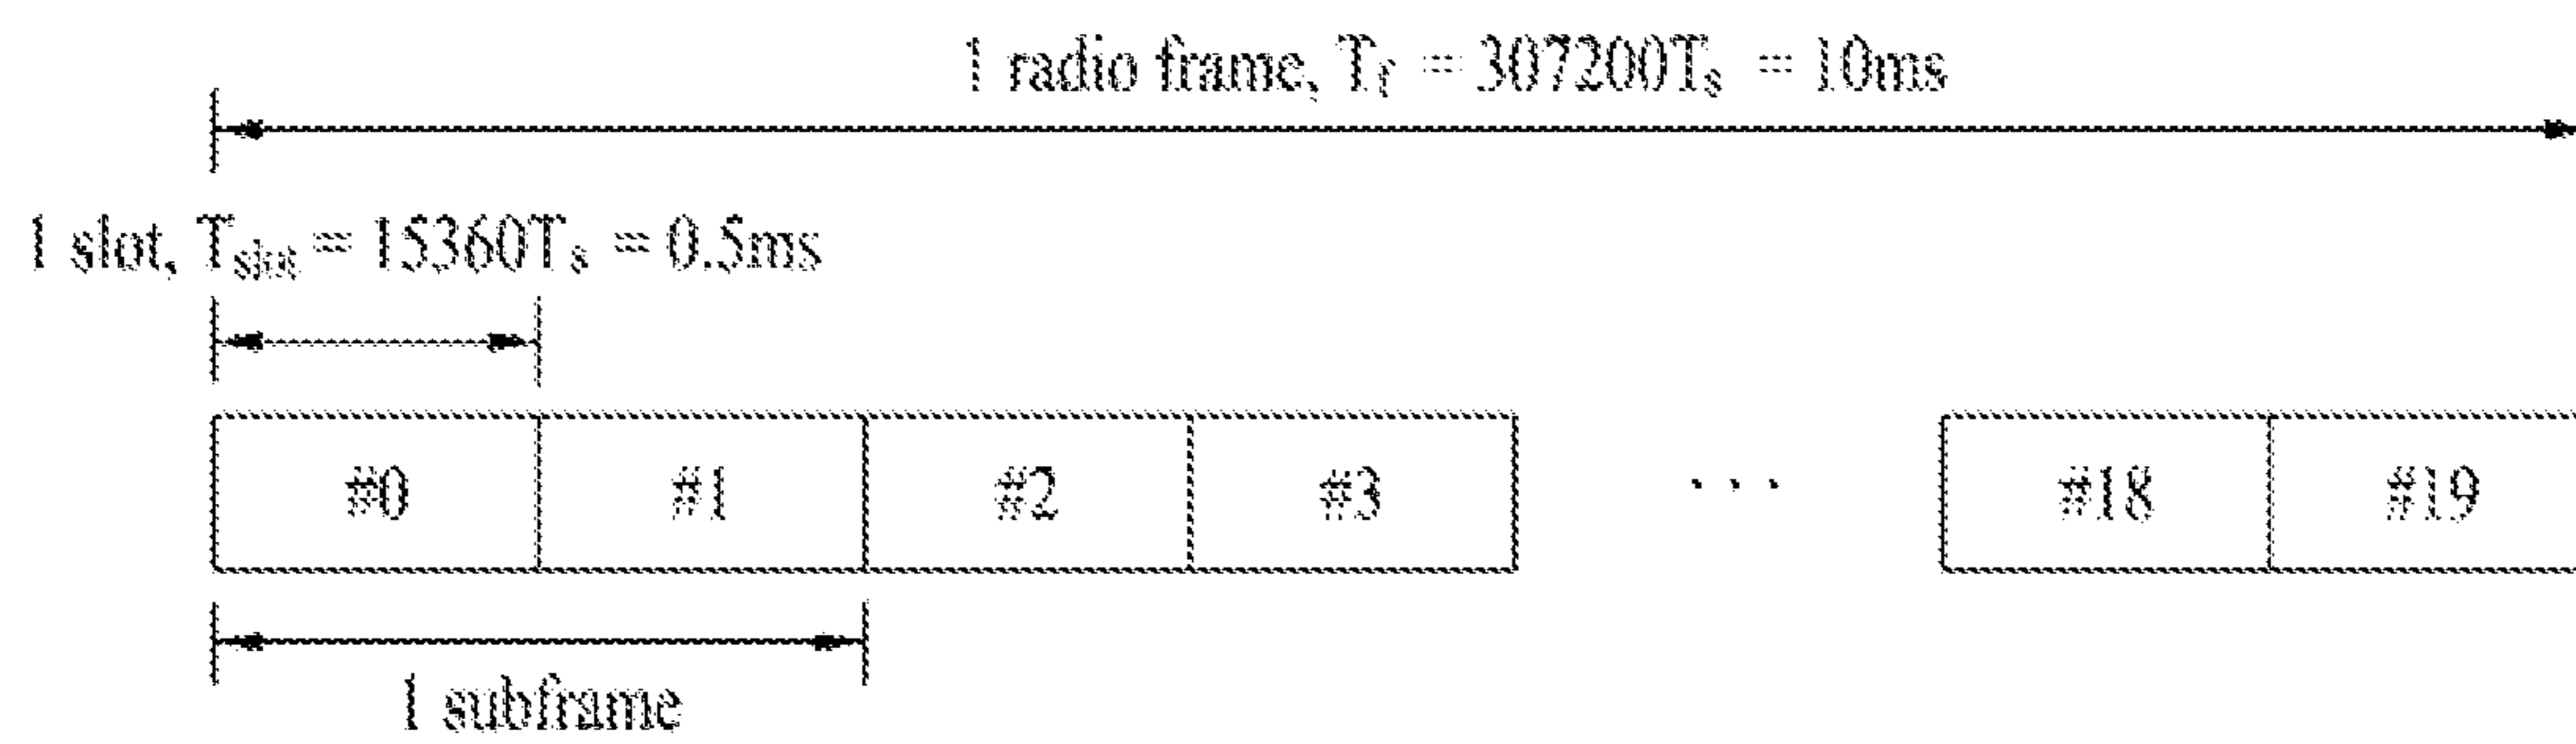 1 radio frame, Tf = 307200Ts = 10ms
1 slot, Tslot = 15360Ts = 0.5ms
#0 #1 #2 #3 · · · #18 #19
1 subframe